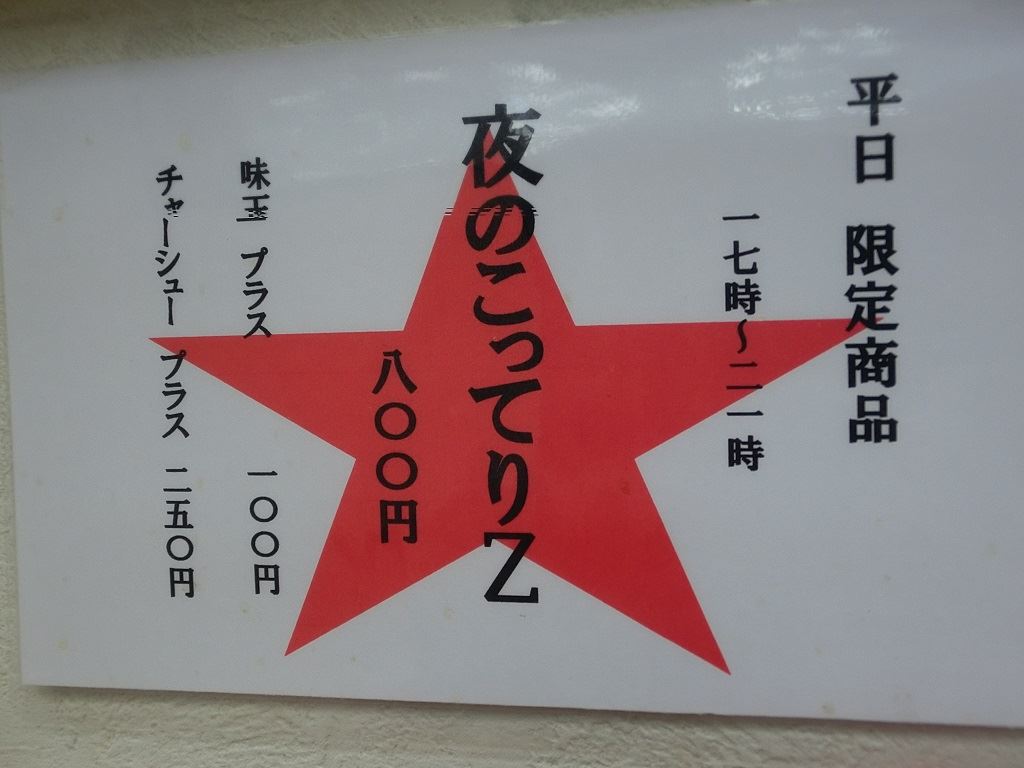 平日 限定商品
一七時～二一時
夜のこってりZ
八〇〇円
味玉 プラス 一〇〇円
チャーシュー プラス 二五〇円